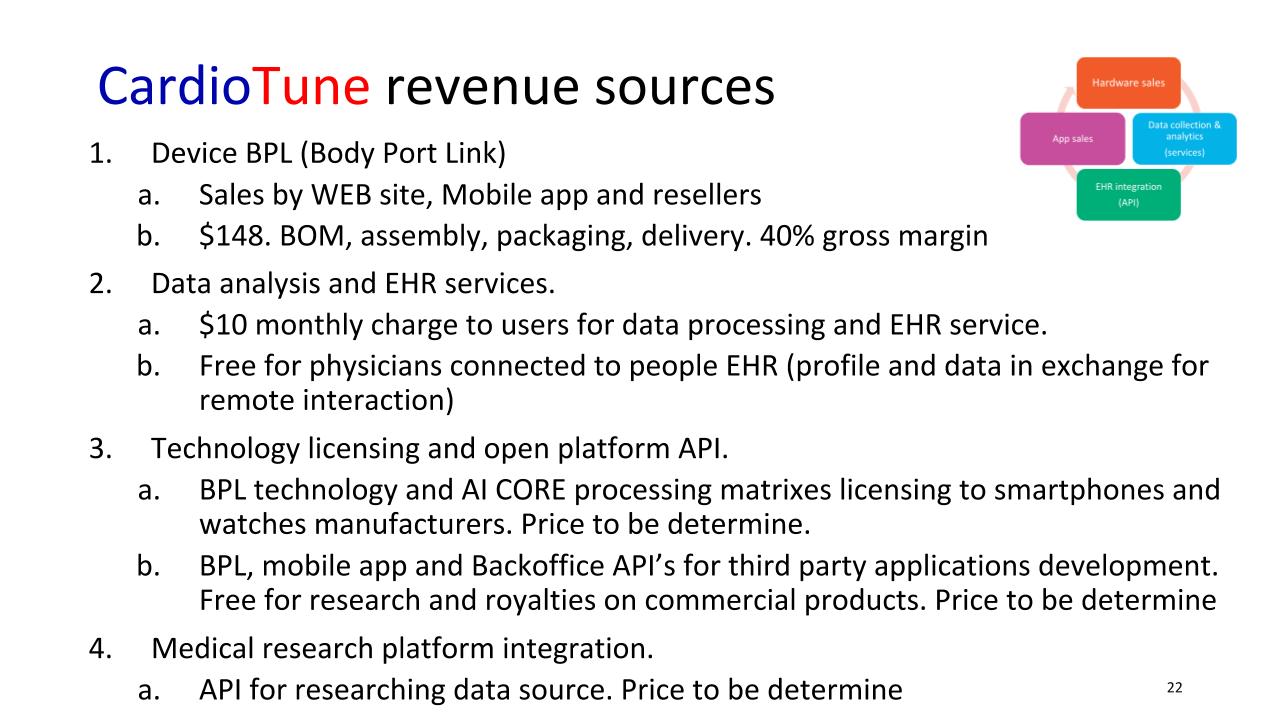 CardioTune revenue sources
Hardware sales
App sales
Data collection &
analytics
(services)
EHR integration
(API)
1. Device BPL (Body Port Link)
a. Sales by WEB site, Mobile app and resellers
b. $148. BOM, assembly, packaging, delivery. 40% gross margin
2. Data analysis and EHR services.
a. $10 monthly charge to users for data processing and EHR service.
b. Free for physicians connected to people EHR (profile and data in exchange for
remote interaction)
3. Technology licensing and open platform API.
a. BPL technology and AI CORE processing matrixes licensing to smartphones and
watches manufacturers. Price to be determine.
b. BPL, mobile app and Backoffice API’s for third party applications development.
Free for research and royalties on commercial products. Price to be determine
4. Medical research platform integration.
a. API for researching data source. Price to be determine
22